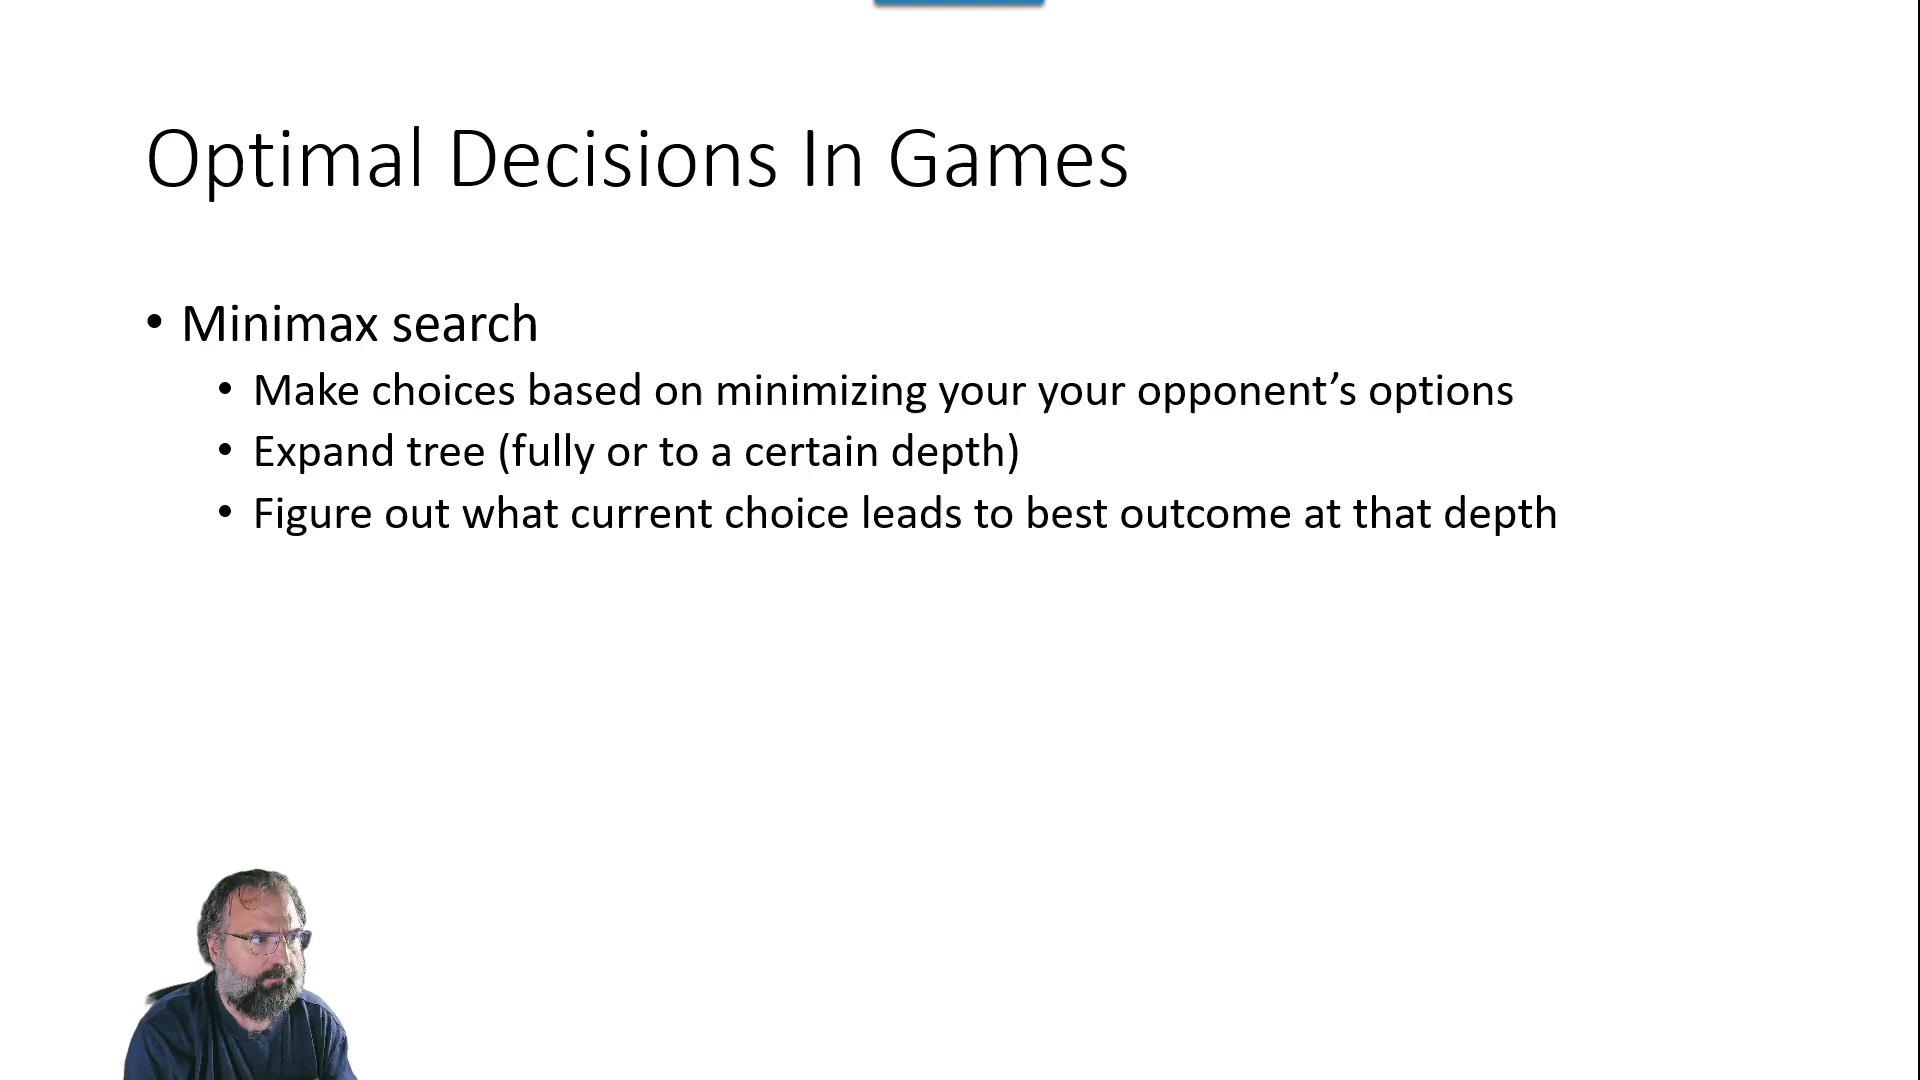 Optimal Decisions In Games
• Minimax search
• Make choices based on minimizing your your opponent’s options
• Expand tree (fully or to a certain depth)
• Figure out what current choice leads to best outcome at that depth